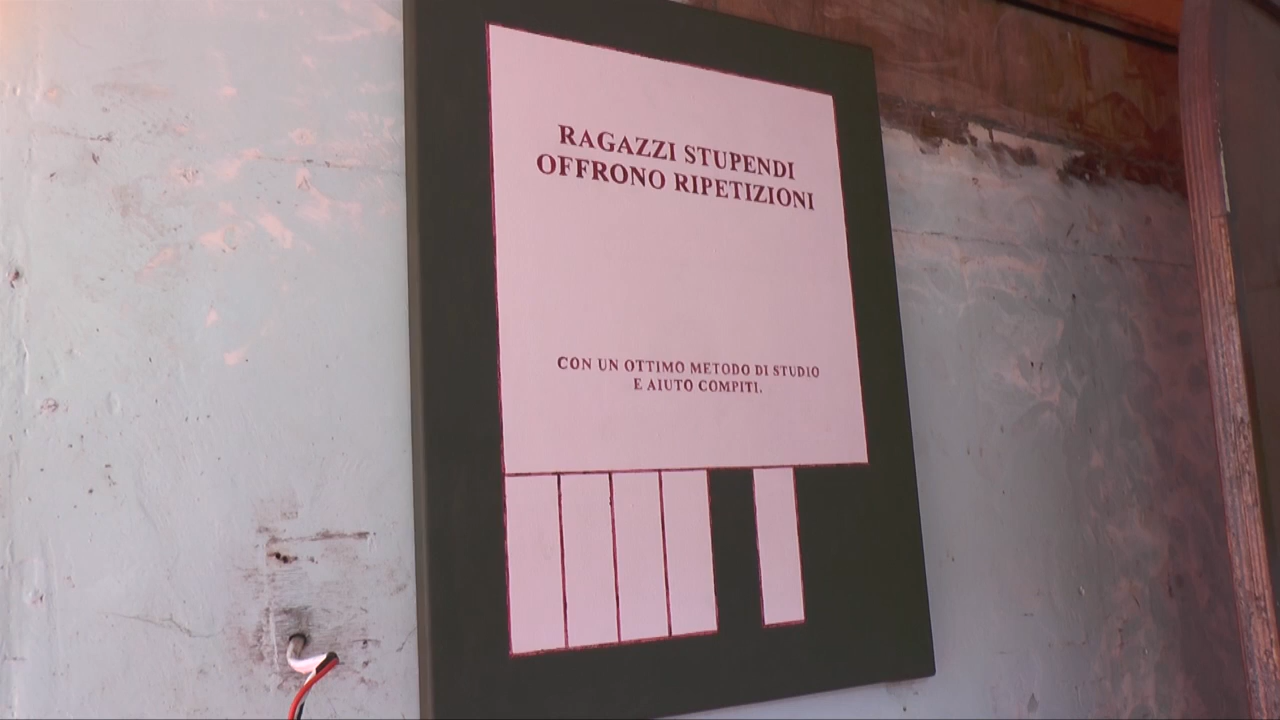 RAGAZZI STUPENDI
OFFRONO RIPETIZIONI
CON UN OTTIMO METODO DI STUDIO
E AIUTO COMPITI.